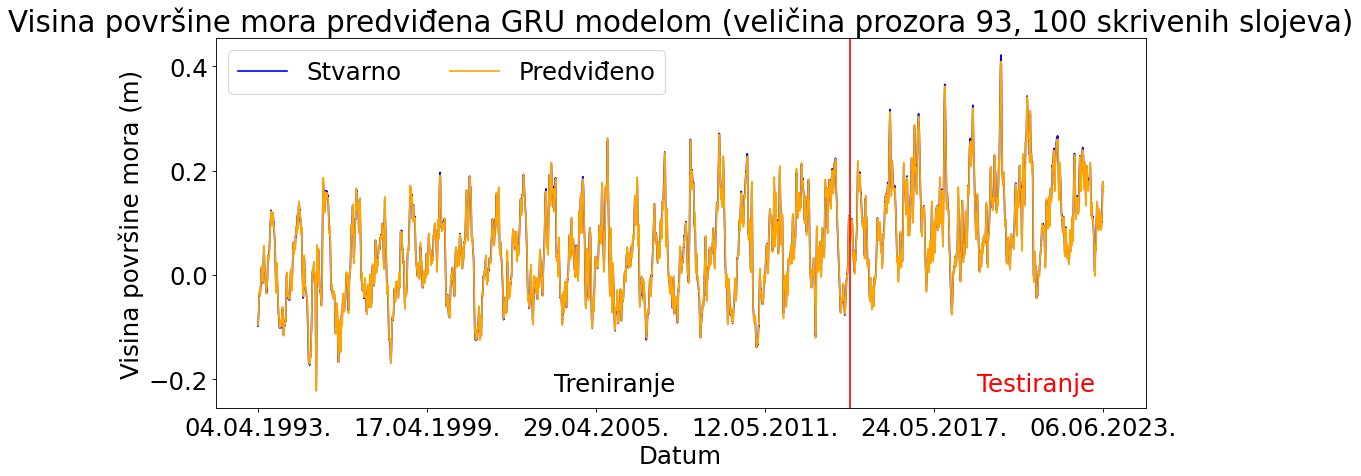 Visina površine mora predviđena GRU modelom (veličina prozora 93, 100 skrivenih slojeva)
Stvarno
Predviđeno
Visina površine mora (m)
0.4
0.2
0.0
−0.2
Treniranje
Testiranje
04.04.1993.
17.04.1999.
29.04.2005.
12.05.2011.
24.05.2017.
06.06.2023.
Datum